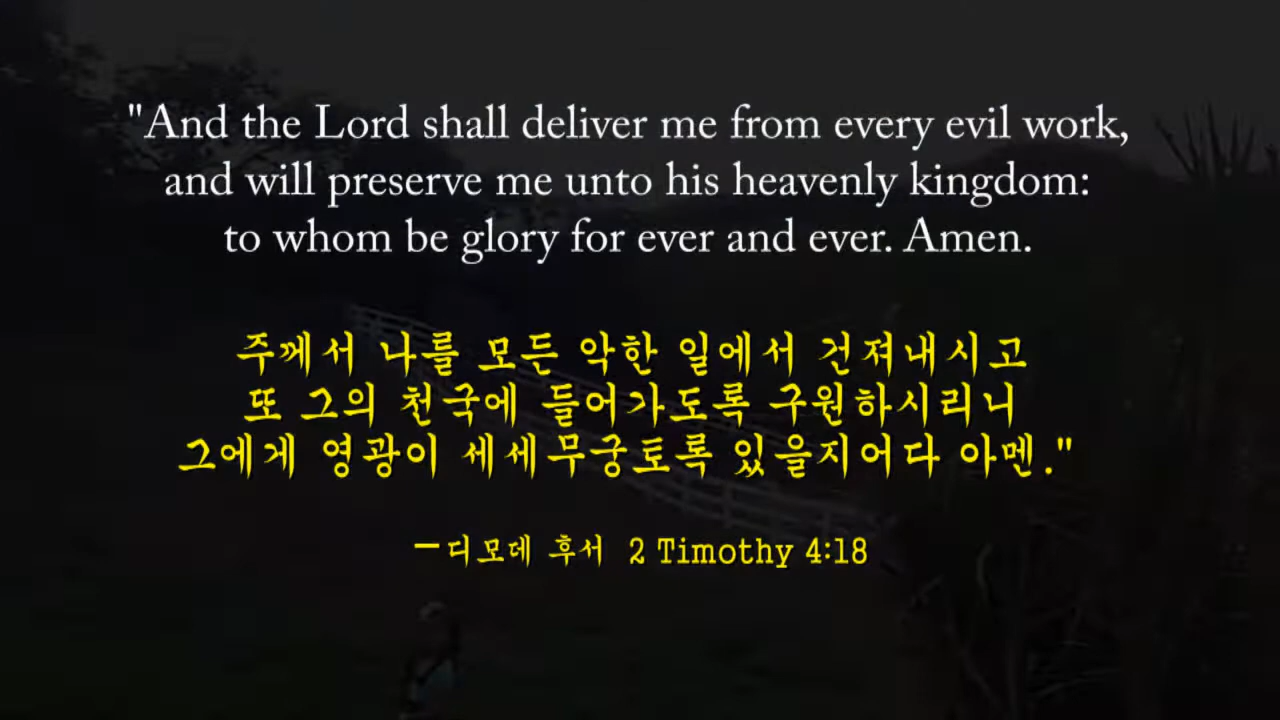 "And the Lord shall deliver me from every evil work,
and will preserve me unto his heavenly kingdom:
to whom be glory for ever and ever. Amen.
주께서 나를 모든 악한 일에서 건져내시고
또 그의 천국에 들어가도록 구원하시리니
그에게 영광이 세세무궁토록 있을지어다 아멘."
-디모데 후서 2 Timothy 4:18